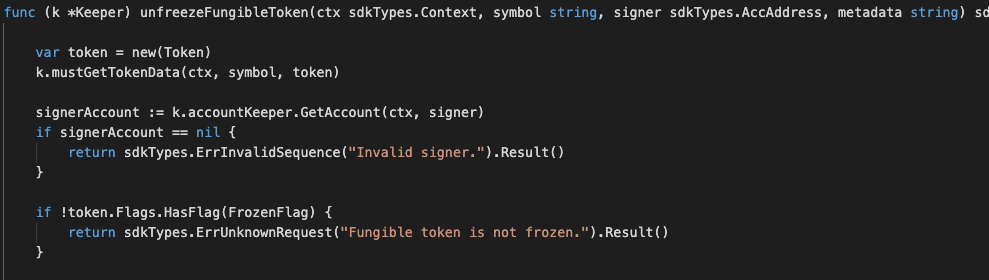 func (k *Keeper) unfreezeFungibleToken(ctx sdkTypes.Context, symbol string, signer sdkTypes.AccAddress, metadata string) sd
var token = new(Token)
k.mustGetTokenData(ctx, symbol, token)
signerAccount := k.accountKeeper.GetAccount(ctx, signer)
if signerAccount == nil {
return sdkTypes.ErrInvalidSequence("Invalid signer.").Result()
}
if !token.Flags.HasFlag(FrozenFlag) {
return sdkTypes.ErrUnknownRequest("Fungible token is not frozen.").Result()
}